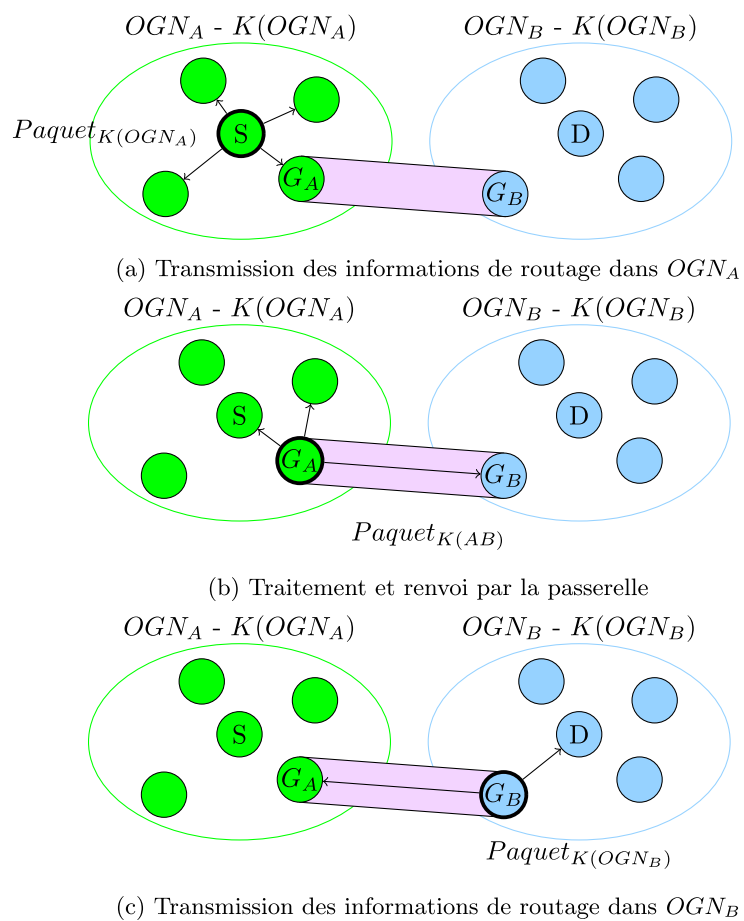 OGN_A - K(OGN_A) OGN_B - K(OGN_B)
S D
Paquet_K(OGN_A)
G_A G_B
(a) Transmission des informations de routage dans OGN_A
OGN_A - K(OGN_A) OGN_B - K(OGN_B)
S D
G_A G_B
Paquet_K(AB)
(b) Traitement et renvoi par la passerelle
OGN_A - K(OGN_A) OGN_B - K(OGN_B)
S D
G_A G_B
Paquet_K(OGN_B)
(c) Transmission des informations de routage dans OGN_B